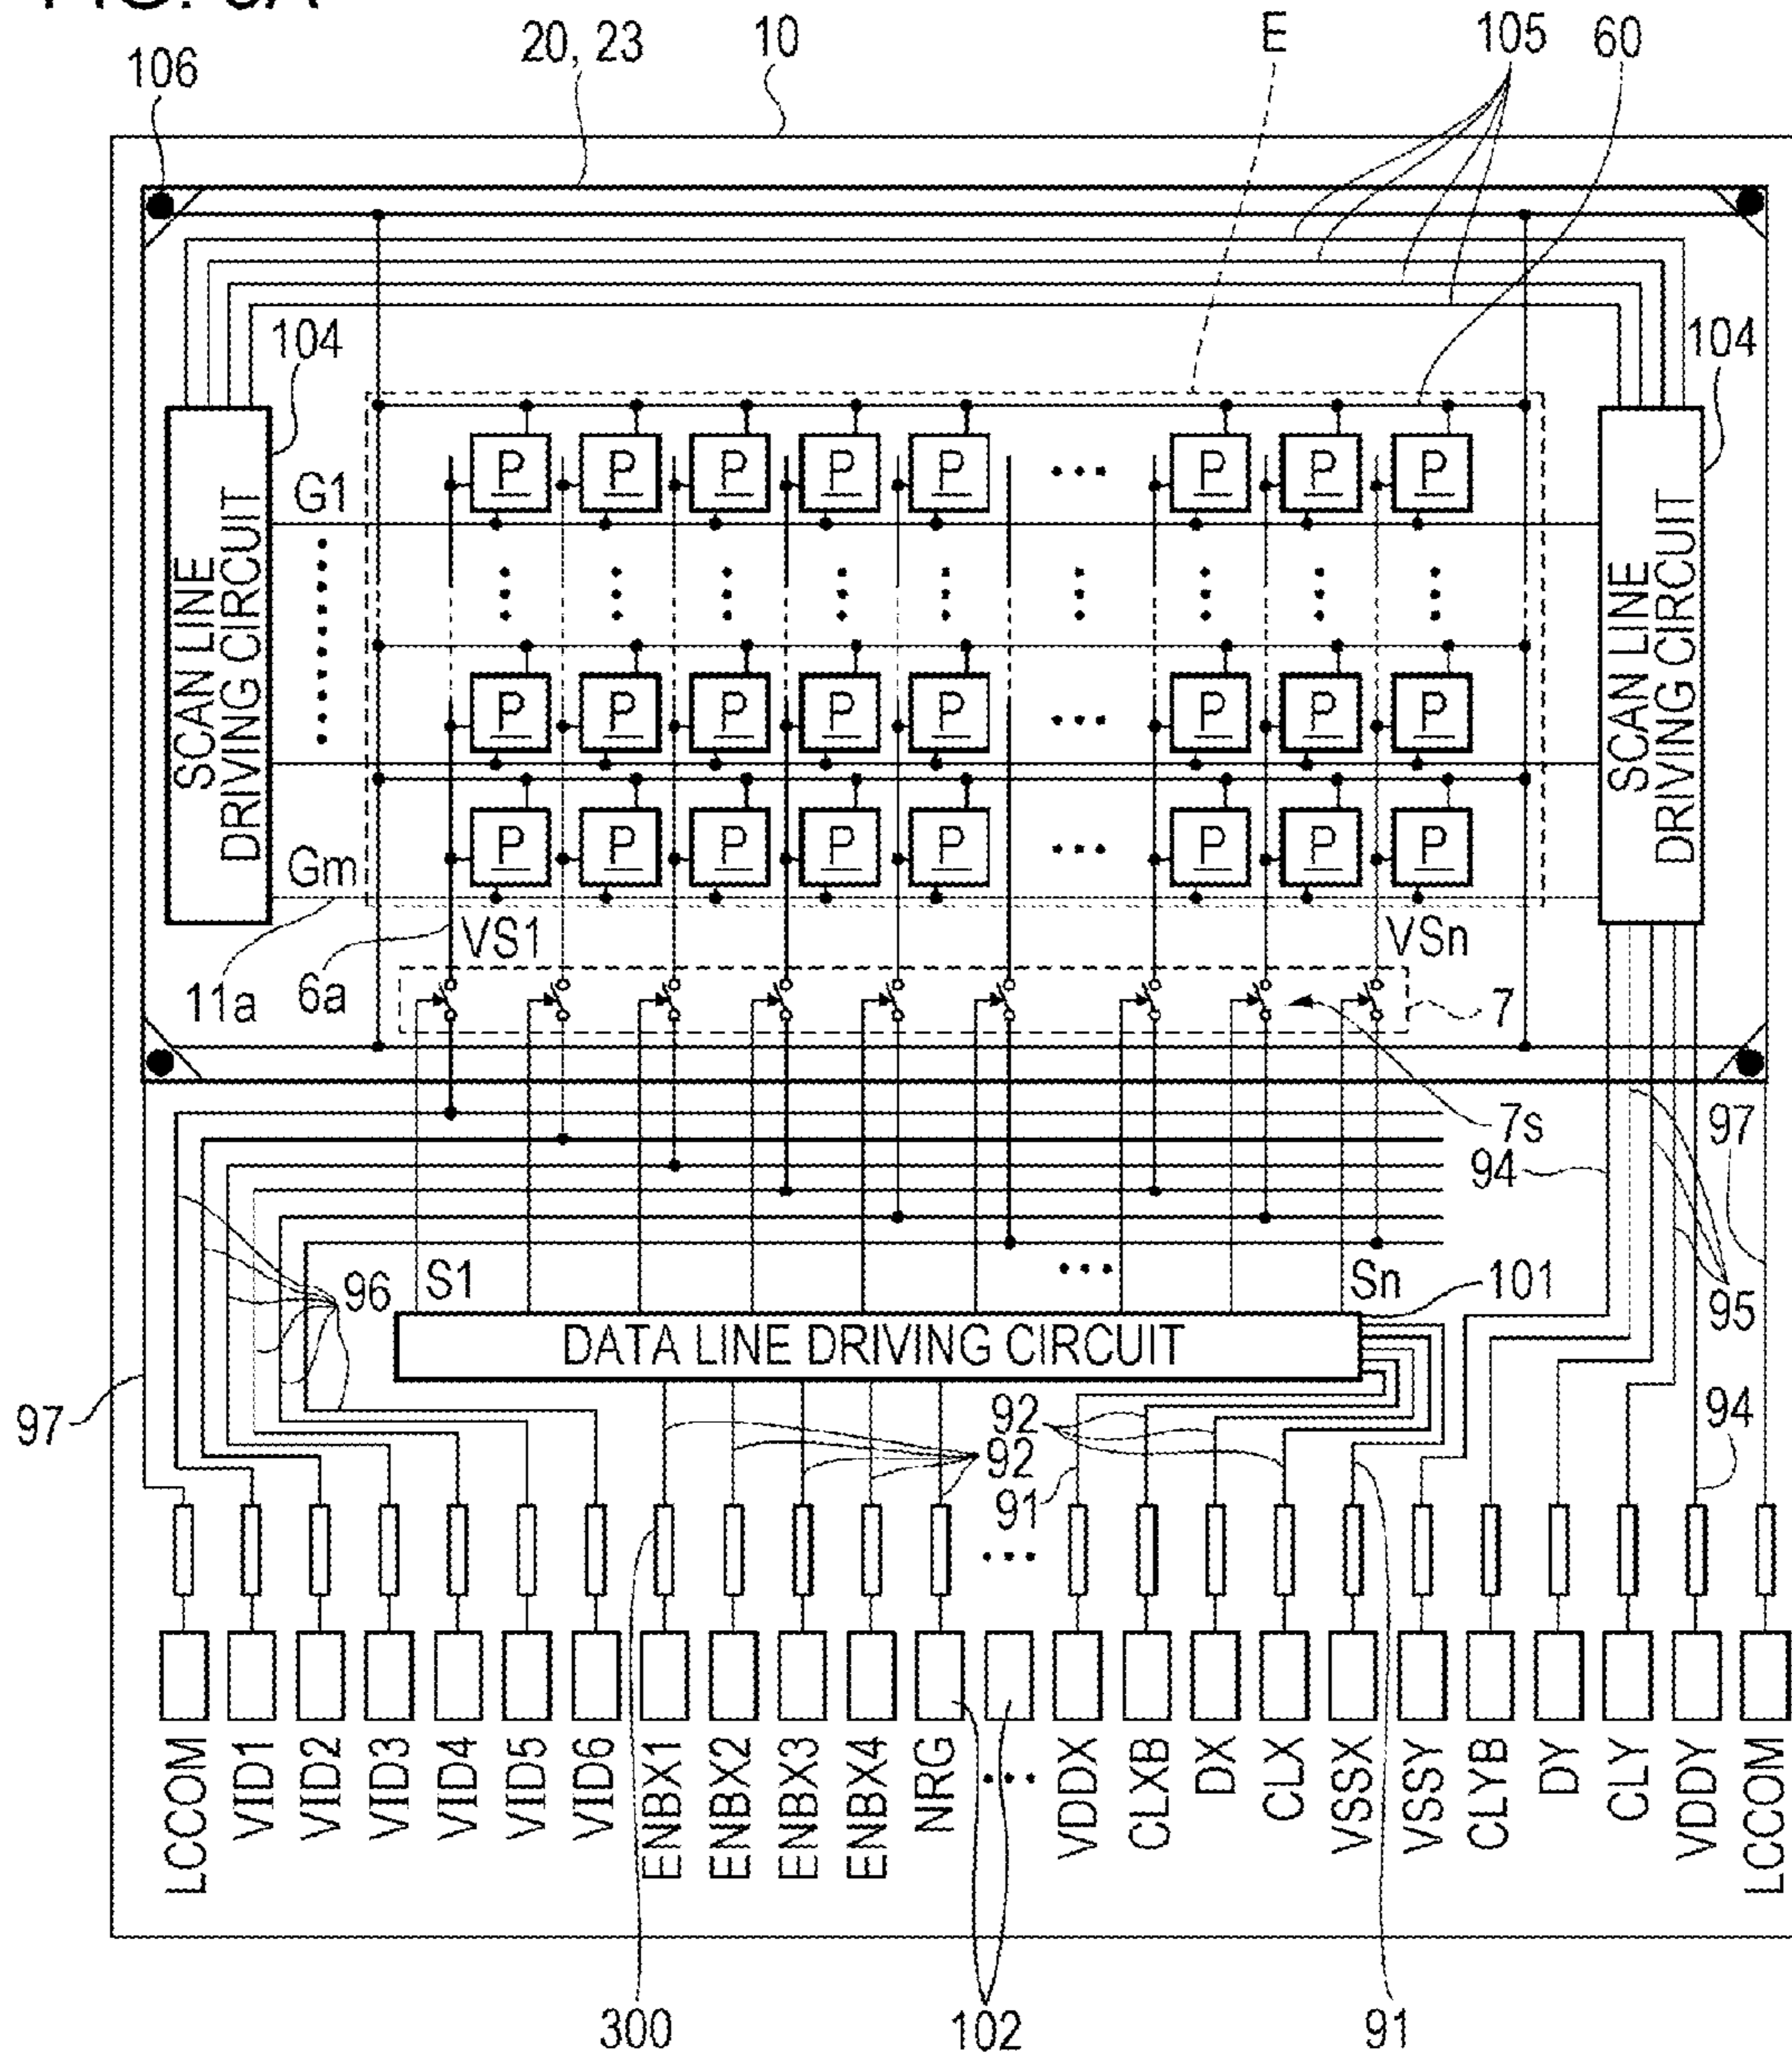 20, 23
10
E
105
60
106
104
104
SCAN LINE
DRIVING CIRCUIT
G1
P P P P P ••• P P P
P P P P P ••• P P P
P P P P P ••• P P P
SCAN LINE
DRIVING CIRCUIT
Gm
VS1
VSn
11a
6a
7
7s
97
94
96
S1
•••
Sn
101
95
DATA LINE DRIVING CIRCUIT
97
92
92
94
91
•••
LCCOM
VID1
VID2
VID3
VID4
VID5
VID6
ENBX1
ENBX2
ENBX3
ENBX4
NRG
•••
VDDX
CLXB
DX
CLX
VSSX
VSSY
CLYB
DY
CLY
VDDY
LCCOM
300
102
91